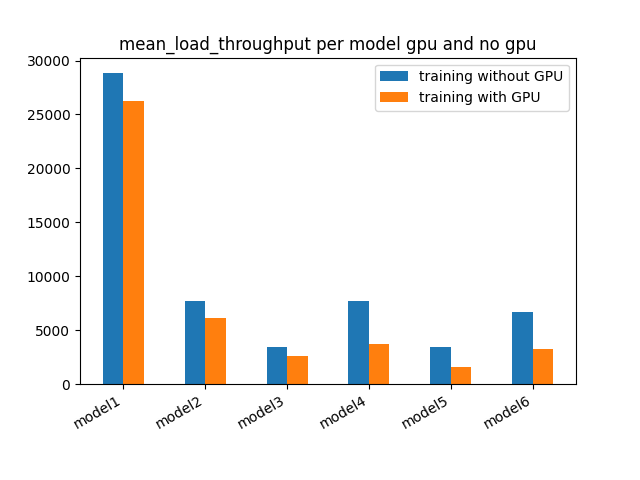 mean_load_throughput per model gpu and no gpu
30000
25000
20000
15000
10000
5000
0
training without GPU
training with GPU
model1
model2
model3
model4
model5
model6